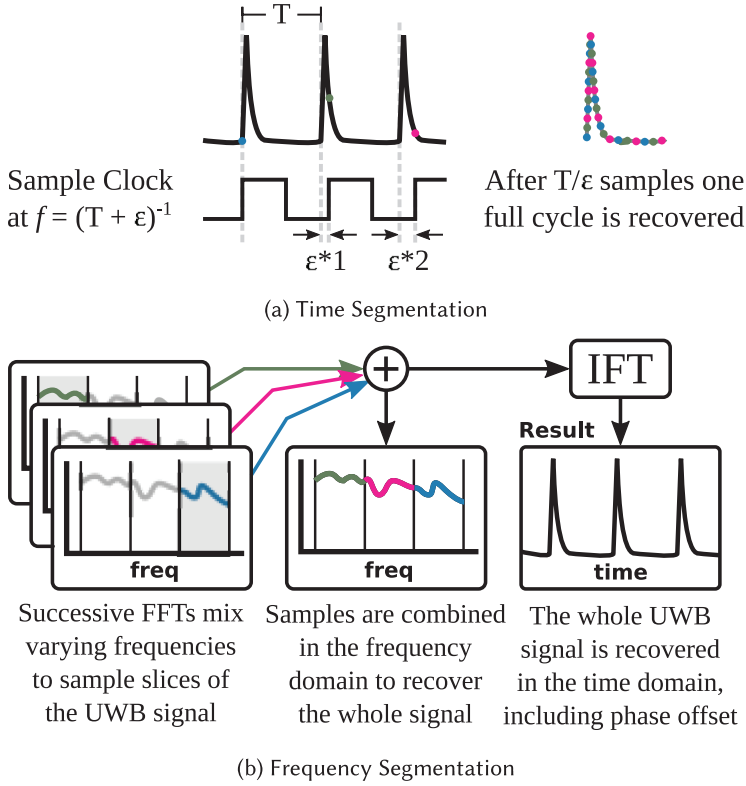 T
Sample Clock
at f = (T + ε)-1
After T/ε samples one
full cycle is recovered
ε*1
ε*2
(a) Time Segmentation
+
IFT
Result
freq
freq
time
Successive FFTs mix
varying frequencies
to sample slices of
the UWB signal
Samples are combined
in the frequency
domain to recover
the whole signal
The whole UWB
signal is recovered
in the time domain,
including phase offset
(b) Frequency Segmentation